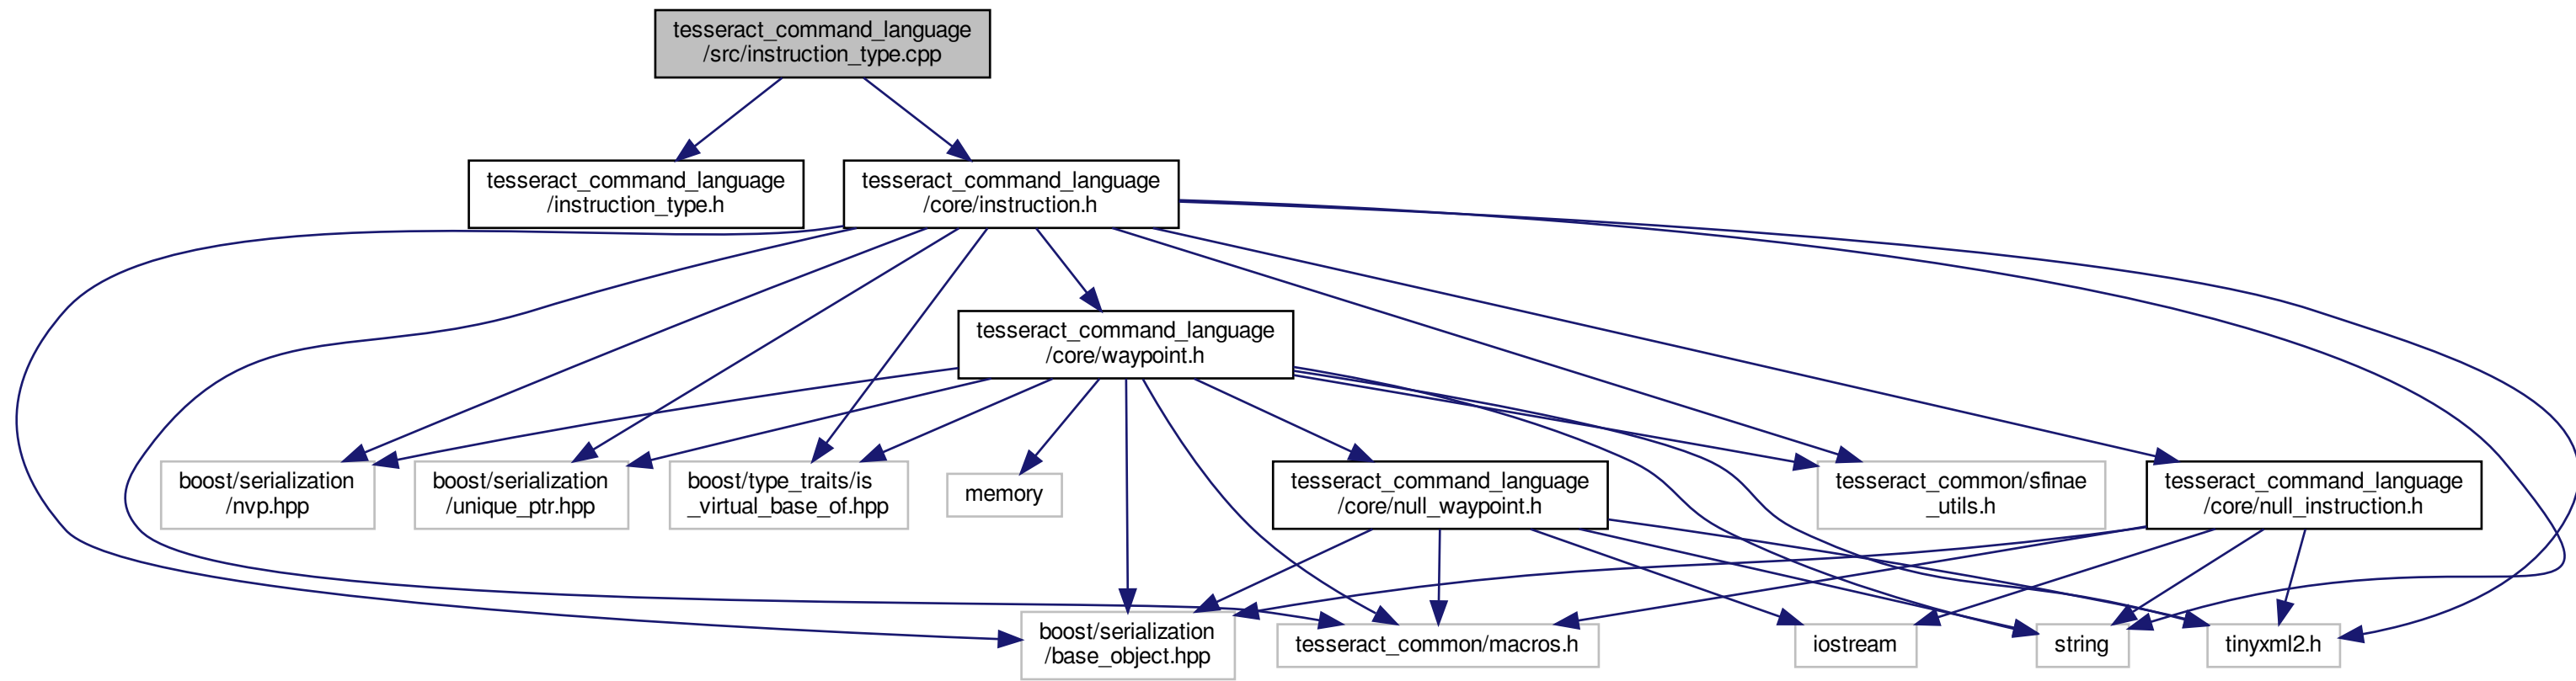 tesseract_command_language
/src/instruction_type.cpp
tesseract_command_language
/instruction_type.h
tesseract_command_language
/core/instruction.h
tesseract_command_language
/core/waypoint.h
boost/serialization
/nvp.hpp
boost/serialization
/unique_ptr.hpp
boost/type_traits/is
_virtual_base_of.hpp
memory
tesseract_command_language
/core/null_waypoint.h
tesseract_common/sfinae
_utils.h
tesseract_command_language
/core/null_instruction.h
boost/serialization
/base_object.hpp
tesseract_common/macros.h
iostream
string
tinyxml2.h